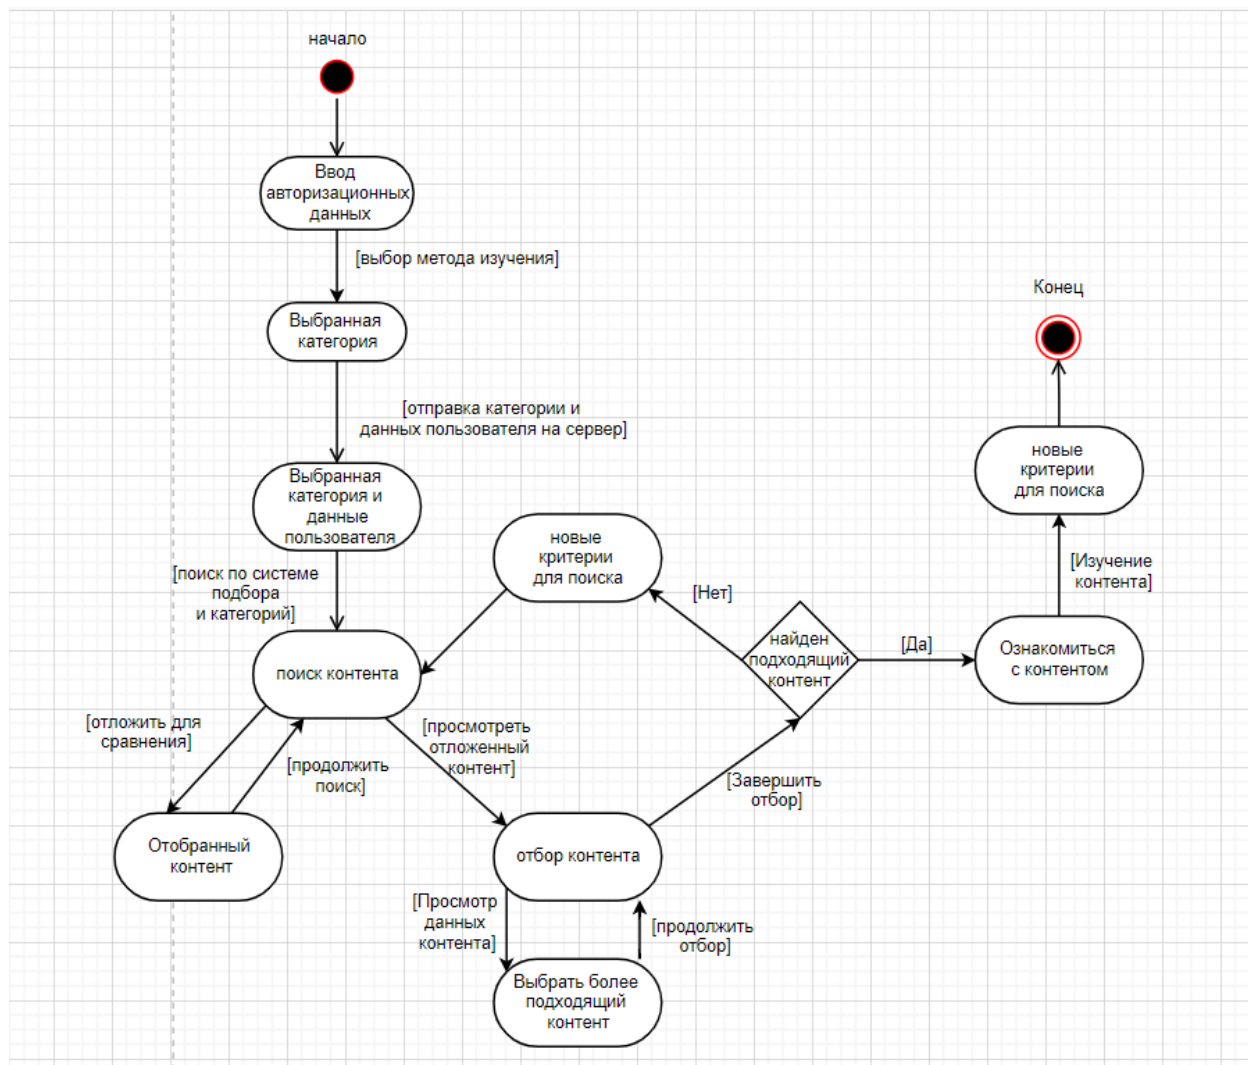 начало
Ввод
авторизационных
данных
[выбор метода изучения]
Выбранная
категория
[отправка категории и
данных пользователя на сервер]
Выбранная
категория и
данные
пользователя
[поиск по системе
подбора
и категорий]
поиск контента
[отложить для
сравнения]
[продолжить
поиск]
Отобранный
контент
[просмотреть
отложенный
контент]
отбор контента
[Просмотр
данных
контента]
[продолжить
отбор]
Выбрать более
подходящий
контент
[Завершить
отбор]
найден
подходящий
контент
[Нет]
новые
критерии
для поиска
[Да]
Ознакомиться
с контентом
[Изучение
контента]
новые
критерии
для поиска
Конец